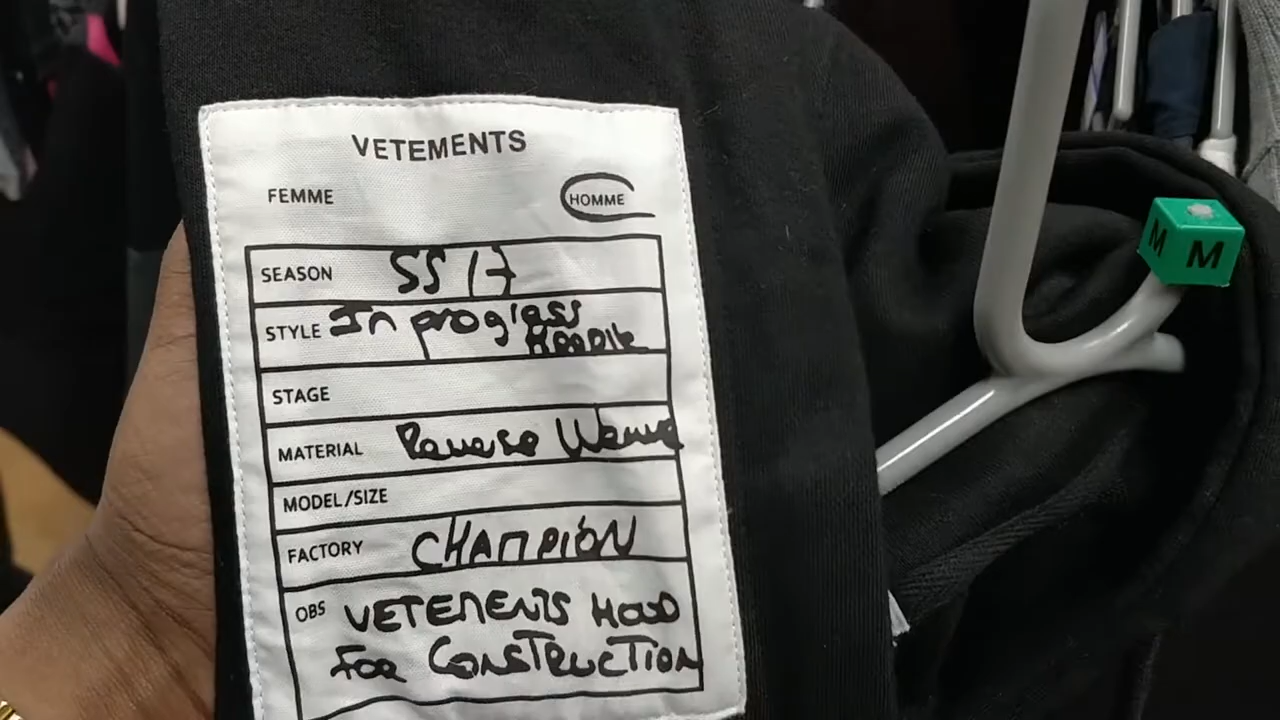 VETEMENTS
FEMME HOMME
SEASON SS 17
STYLE In progress
Hoodie
STAGE
MATERIAL Reverse Weave
MODEL/SIZE
FACTORY CHAMPION
OBS VETEMENTS HOOD
FOR CONSTRUCTION
M M